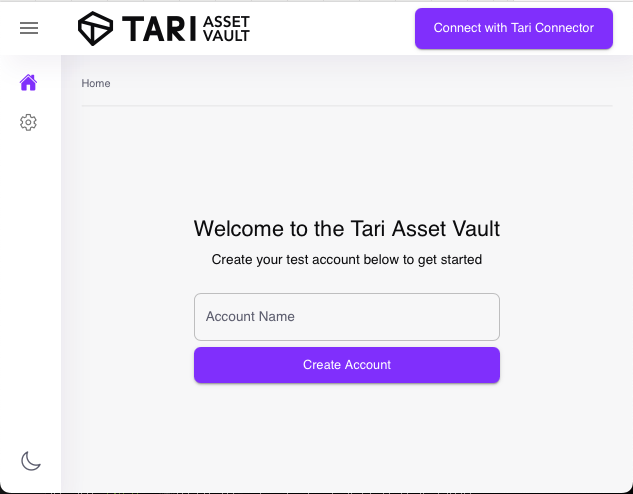 TARI ASSET
VAULT
Connect with Tari Connector
Home
Welcome to the Tari Asset Vault
Create your test account below to get started
Account Name
Create Account